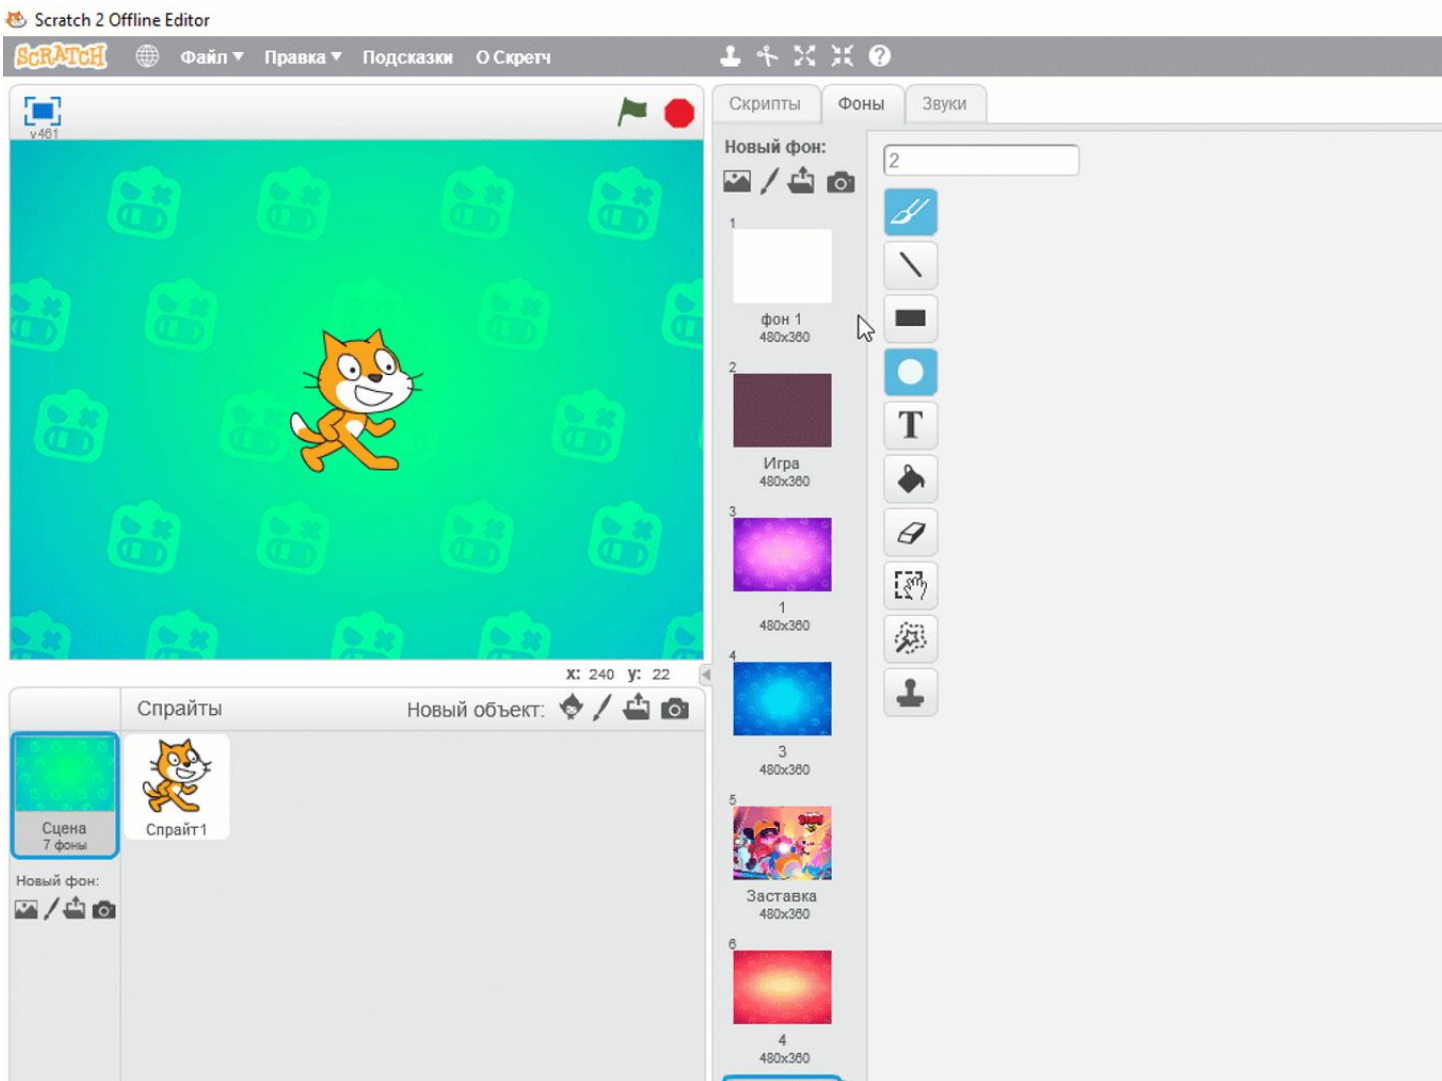 Scratch 2 Offline Editor
SCRATCH
Файл
Правка
Подсказки
О Скретч
v461
Скрипты
Фоны
Звуки
Новый фон:
2
1
фон 1
480x360
2
Игра
480x360
3
1
480x360
4
3
480x360
5
Заставка
480x360
6
4
480x360
T
x: 240 y: 22
Спрайты
Новый объект:
Сцена
7 фоны
Спрайт1
Новый фон: